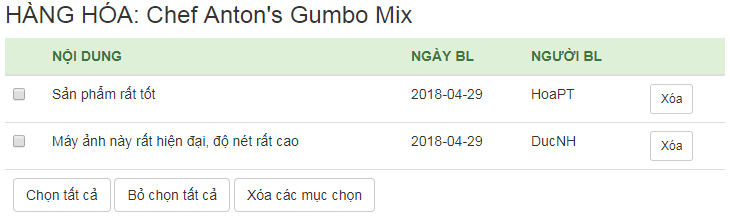 HÀNG HÓA: Chef Anton's Gumbo Mix
NỘI DUNG NGÀY BL NGƯỜI BL
Sản phẩm rất tốt 2018-04-29 HoaPT Xóa
Máy ảnh này rất hiện đại, độ nét rất cao 2018-04-29 DucNH Xóa
Chọn tất cả Bỏ chọn tất cả Xóa các mục chọn